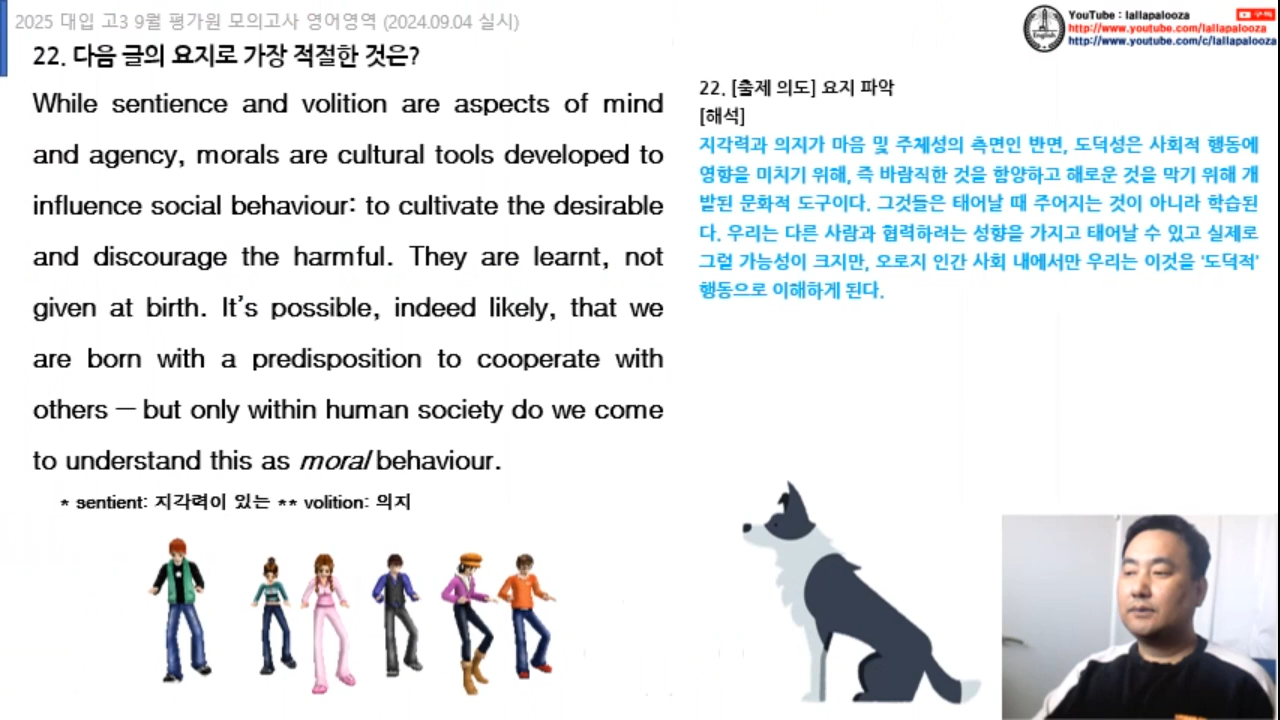 2025 대입 고3 9월 평가원 모의고사 영어영역 (2024.09.04 실시)
YouTube : lallapalooza
구독
http://www.youtube.com/lallapalooza
http://www.youtube.com/c/lallapalooza
English
22. 다음 글의 요지로 가장 적절한 것은?
While sentience and volition are aspects of mind
and agency, morals are cultural tools developed to
influence social behaviour: to cultivate the desirable
and discourage the harmful. They are learnt, not
given at birth. It’s possible, indeed likely, that we
are born with a predisposition to cooperate with
others — but only within human society do we come
to understand this as moral behaviour.
* sentient: 지각력이 있는 ** volition: 의지
22. [출제 의도] 요지 파악
[해석]
지각력과 의지가 마음 및 주체성의 측면인 반면, 도덕성은 사회적 행동에
영향을 미치기 위해, 즉 바람직한 것을 함양하고 해로운 것을 막기 위해 개
발된 문화적 도구이다. 그것들은 태어날 때 주어지는 것이 아니라 학습된
다. 우리는 다른 사람과 협력하려는 성향을 가지고 태어날 수 있고 실제로
그럴 가능성이 크지만, 오로지 인간 사회 내에서만 우리는 이것을 ‘도덕적’
행동으로 이해하게 된다.